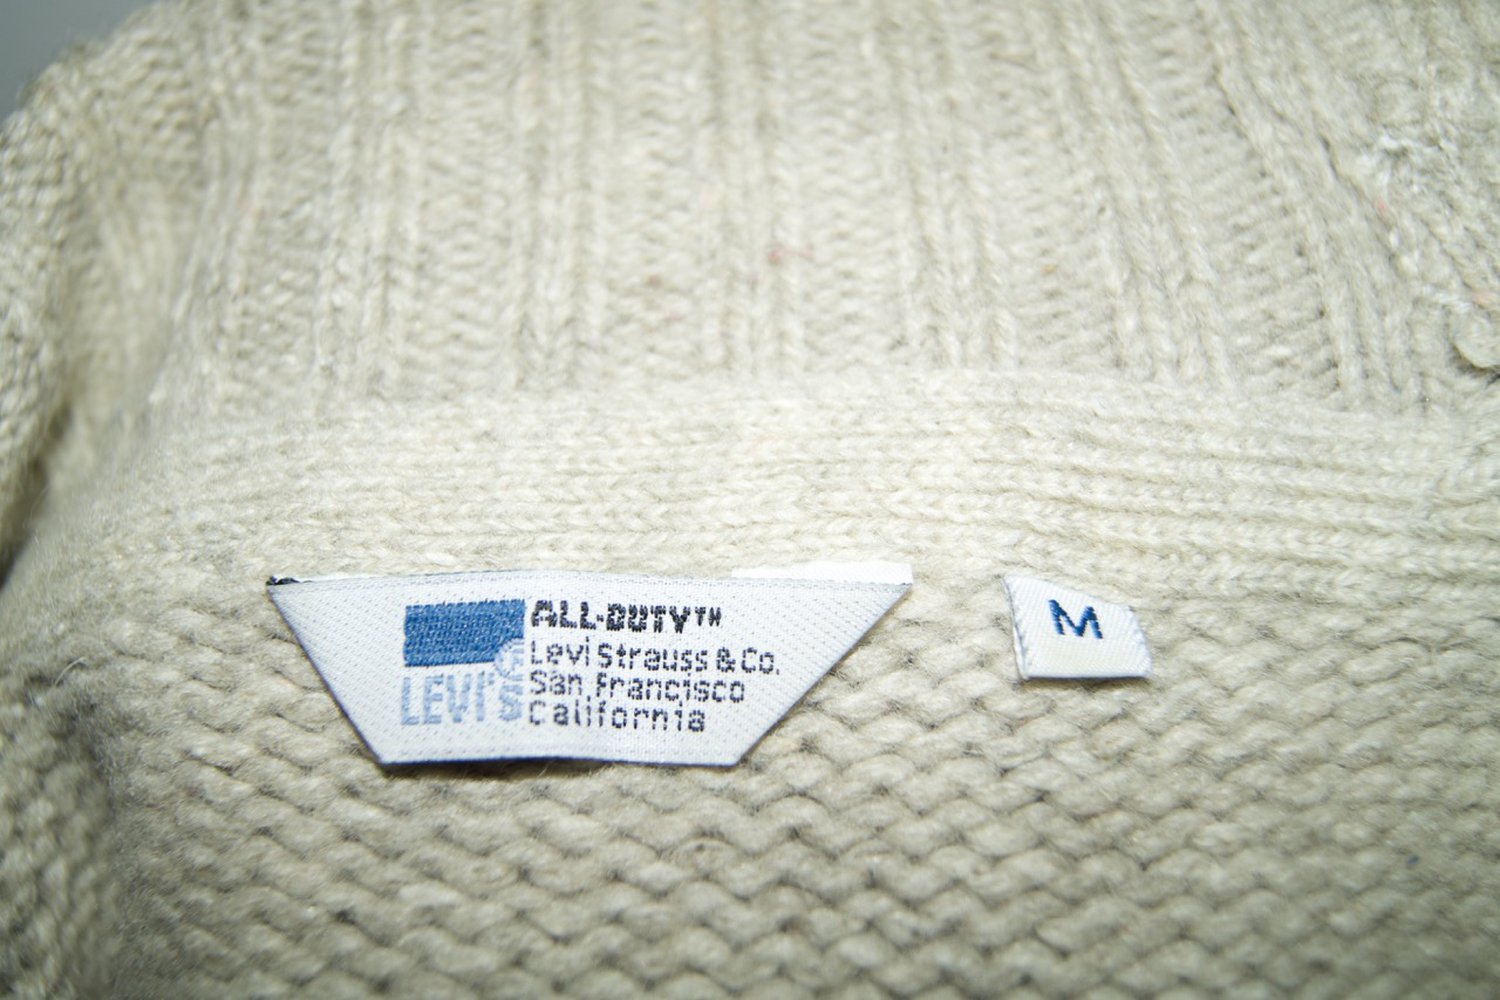 ALL-DUTY™
Levi Strauss & Co.
San Francisco
California
LEVI'S
M